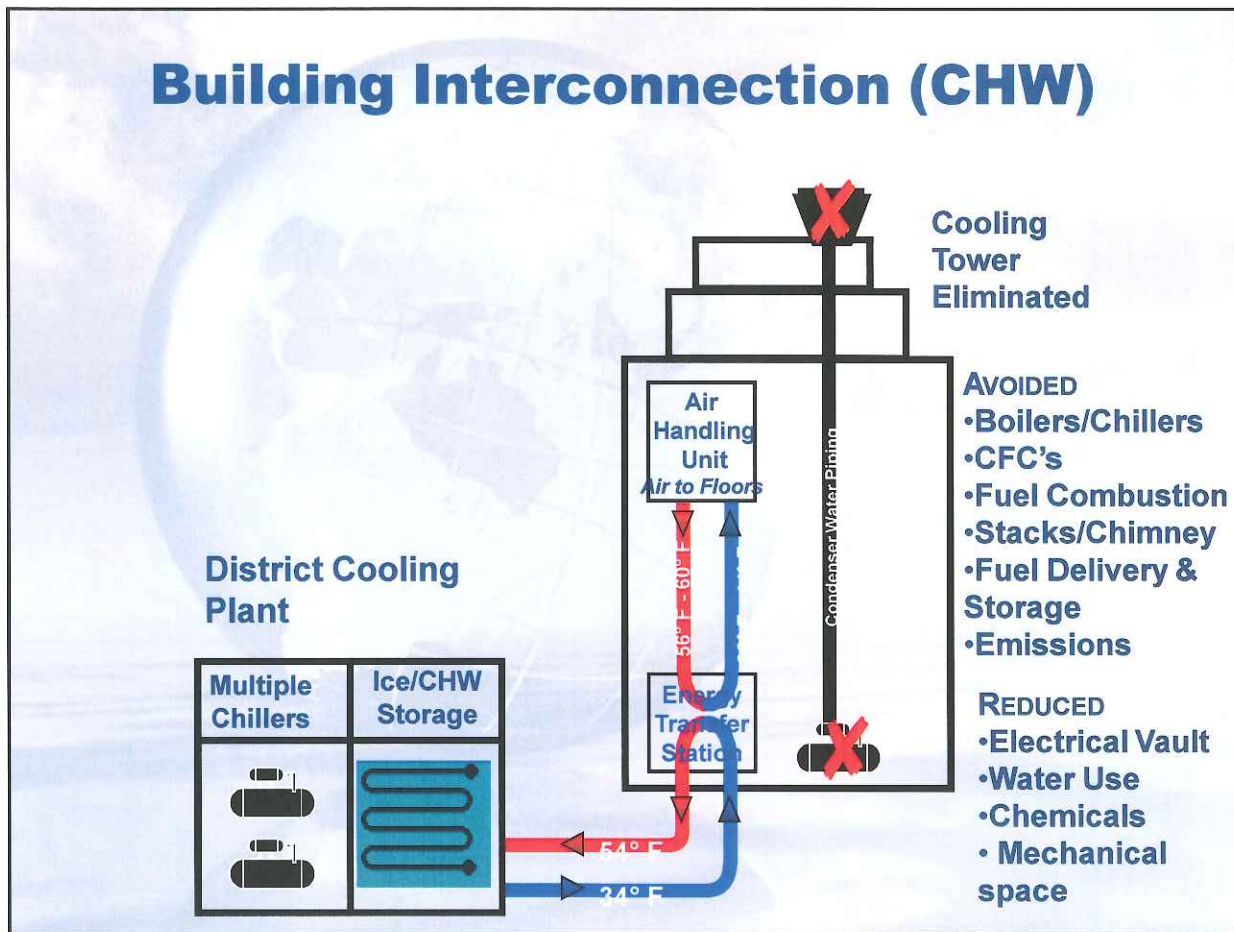 Building Interconnection (CHW)
Cooling
Tower
Eliminated
Air
Handling
Unit
Air to Floors
AVOIDED
•Boilers/Chillers
•CFC's
•Fuel Combustion
•Stacks/Chimney
•Fuel Delivery &
Storage
•Emissions
Condenser Water Piping
56° F - 60° F
District Cooling
Plant
Multiple
Chillers
Ice/CHW
Storage
Energy
Transfer
Station
REDUCED
•Electrical Vault
•Water Use
•Chemicals
• Mechanical
space
54° F
34° F